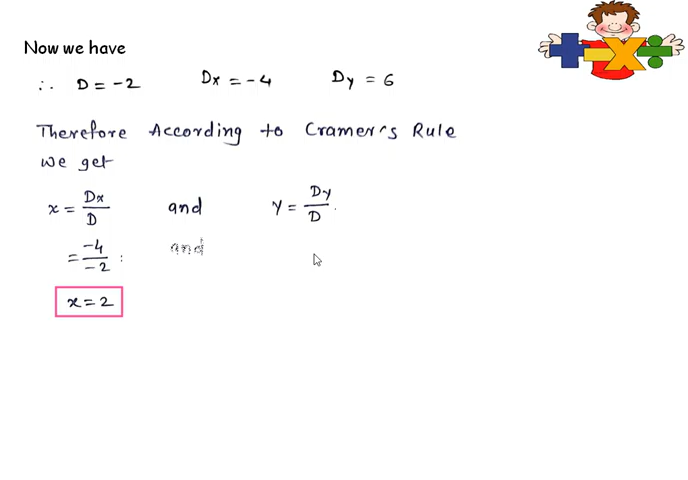 Now we have
∴ D = -2 Dx = -4 Dy = 6
Therefore According to Cramer's Rule
we get
x = Dx/D and y = Dy/D.
= -4/-2 : and
x = 2